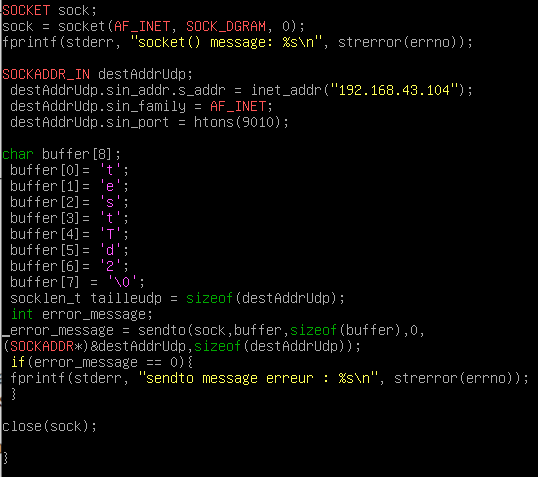 SOCKET sock;
sock = socket(AF_INET, SOCK_DGRAM, 0);
fprintf(stderr, "socket() message: %s\n", strerror(errno));
SOCKADDR_IN destAddrUdp;
destAddrUdp.sin_addr.s_addr = inet_addr("192.168.43.104");
destAddrUdp.sin_family = AF_INET;
destAddrUdp.sin_port = htons(9010);
char buffer[8];
buffer[0]= 't';
buffer[1]= 'e';
buffer[2]= 's';
buffer[3]= 't';
buffer[4]= 'T';
buffer[5]= 'd';
buffer[6]= '2';
buffer[7] = '\0';
socklen_t tailleudp = sizeof(destAddrUdp);
int error_message;
error_message = sendto(sock,buffer,sizeof(buffer),0,
(SOCKADDR*)&destAddrUdp,sizeof(destAddrUdp));
if(error_message == 0){
fprintf(stderr, "sendto message erreur : %s\n", strerror(errno));
}
close(sock);
}